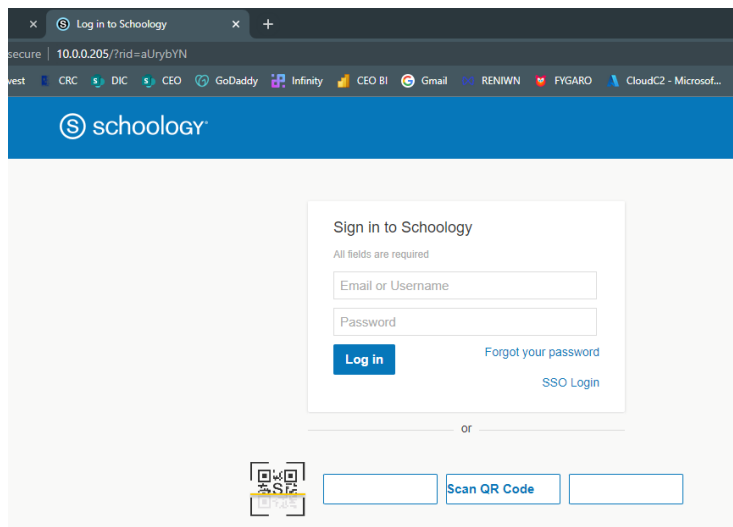 Log in to Schoology
secure 10.0.0.205/?rid=aUrybYN
vest CRC DIC CEO GoDaddy Infinity CEO BI Gmail RENIWN FYGARO CloudC2 - Microsof...
S schoology
Sign in to Schoology
All fields are required
Email or Username
Password
Log in Forgot your password
SSO Login
or
Scan QR Code